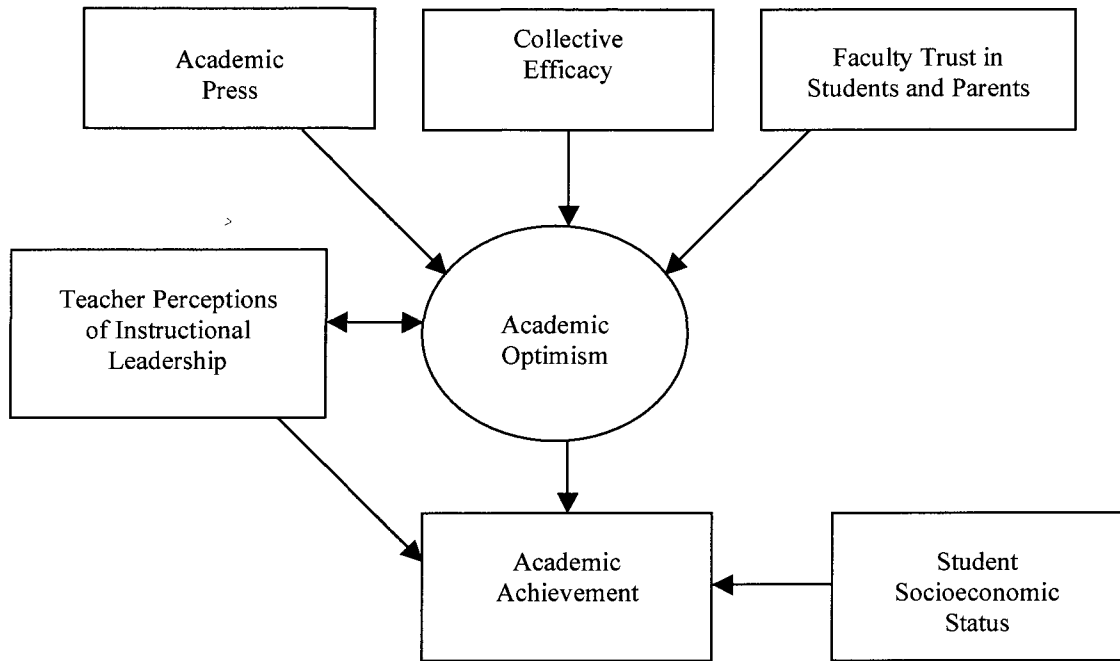 Academic
Press
Collective
Efficacy
Faculty Trust in
Students and Parents
Teacher Perceptions
of Instructional
Leadership
Academic
Optimism
Academic
Achievement
Student
Socioeconomic
Status